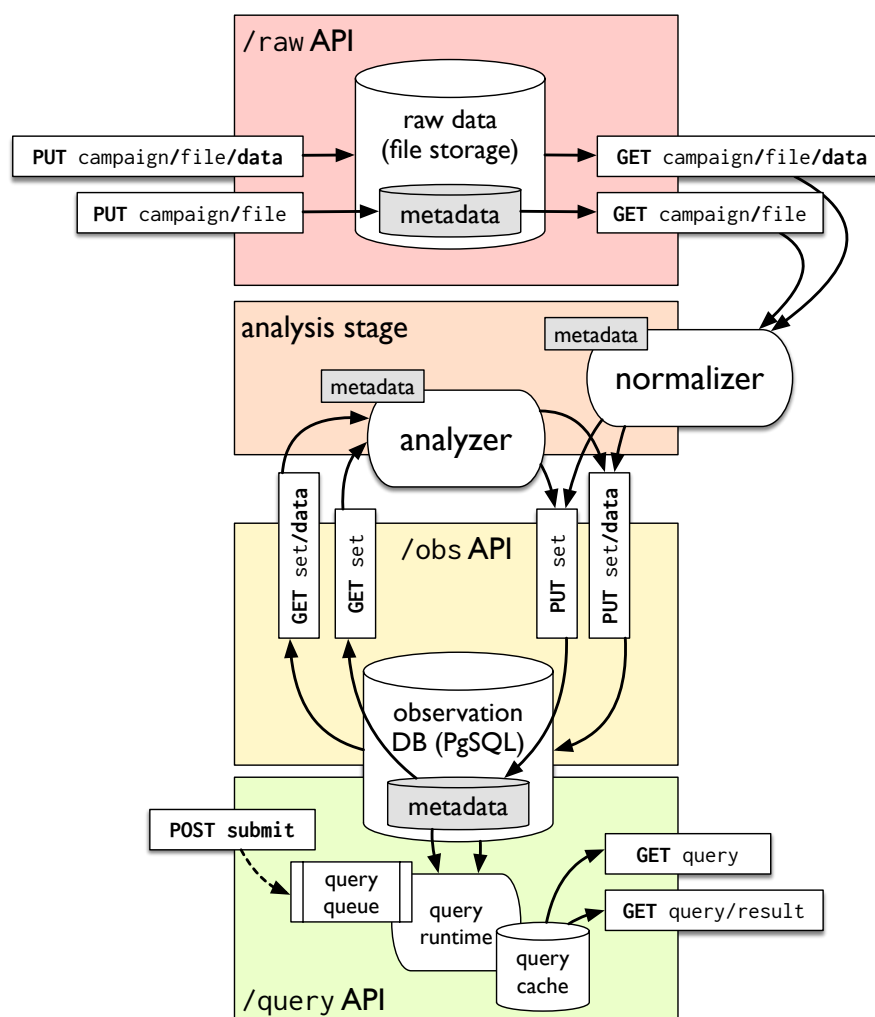 /raw API
raw data
(file storage)
PUT campaign/file/data
GET campaign/file/data
PUT campaign/file
metadata
GET campaign/file
analysis stage
metadata
normalizer
metadata
analyzer
GET set/data
GET set
/obs API
PUT set
PUT set/data
observation
DB (PgSQL)
metadata
POST submit
GET query
query
queue
query
runtime
GET query/result
query
cache
/query API